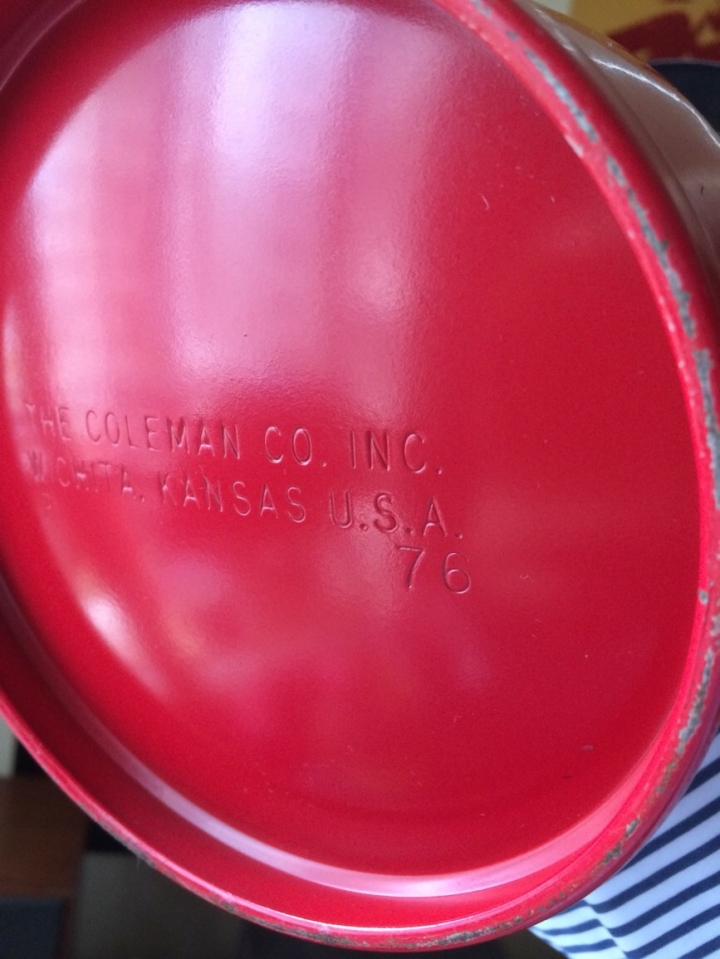 THE COLEMAN CO. INC.
WICHITA, KANSAS U.S.A.
76